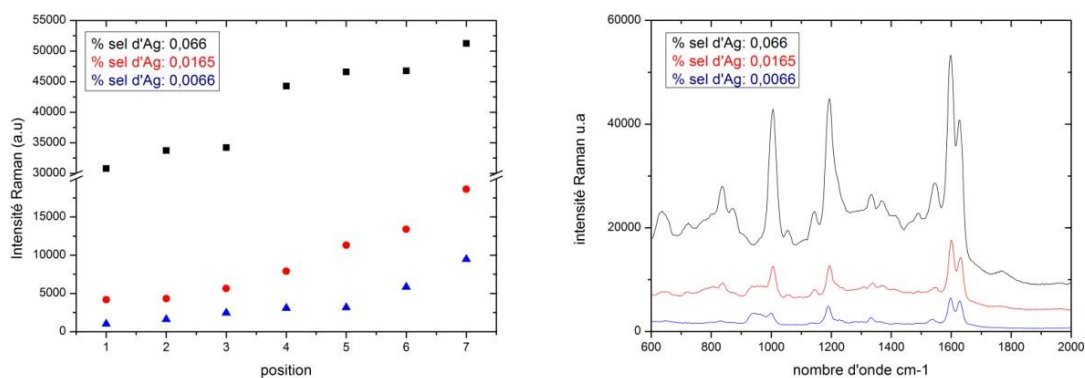 55000
50000
45000
40000
35000
30000
15000
10000
5000
0
Intensité Raman (a.u)
% sel d'Ag: 0,066
% sel d'Ag: 0,0165
% sel d'Ag: 0,0066
1 2 3 4 5 6 7
position
60000
40000
20000
0
intensité Raman u.a
% sel d'Ag: 0,066
% sel d'Ag: 0,0165
% sel d'Ag: 0,0066
600 800 1000 1200 1400 1600 1800 2000
nombre d'onde cm-1